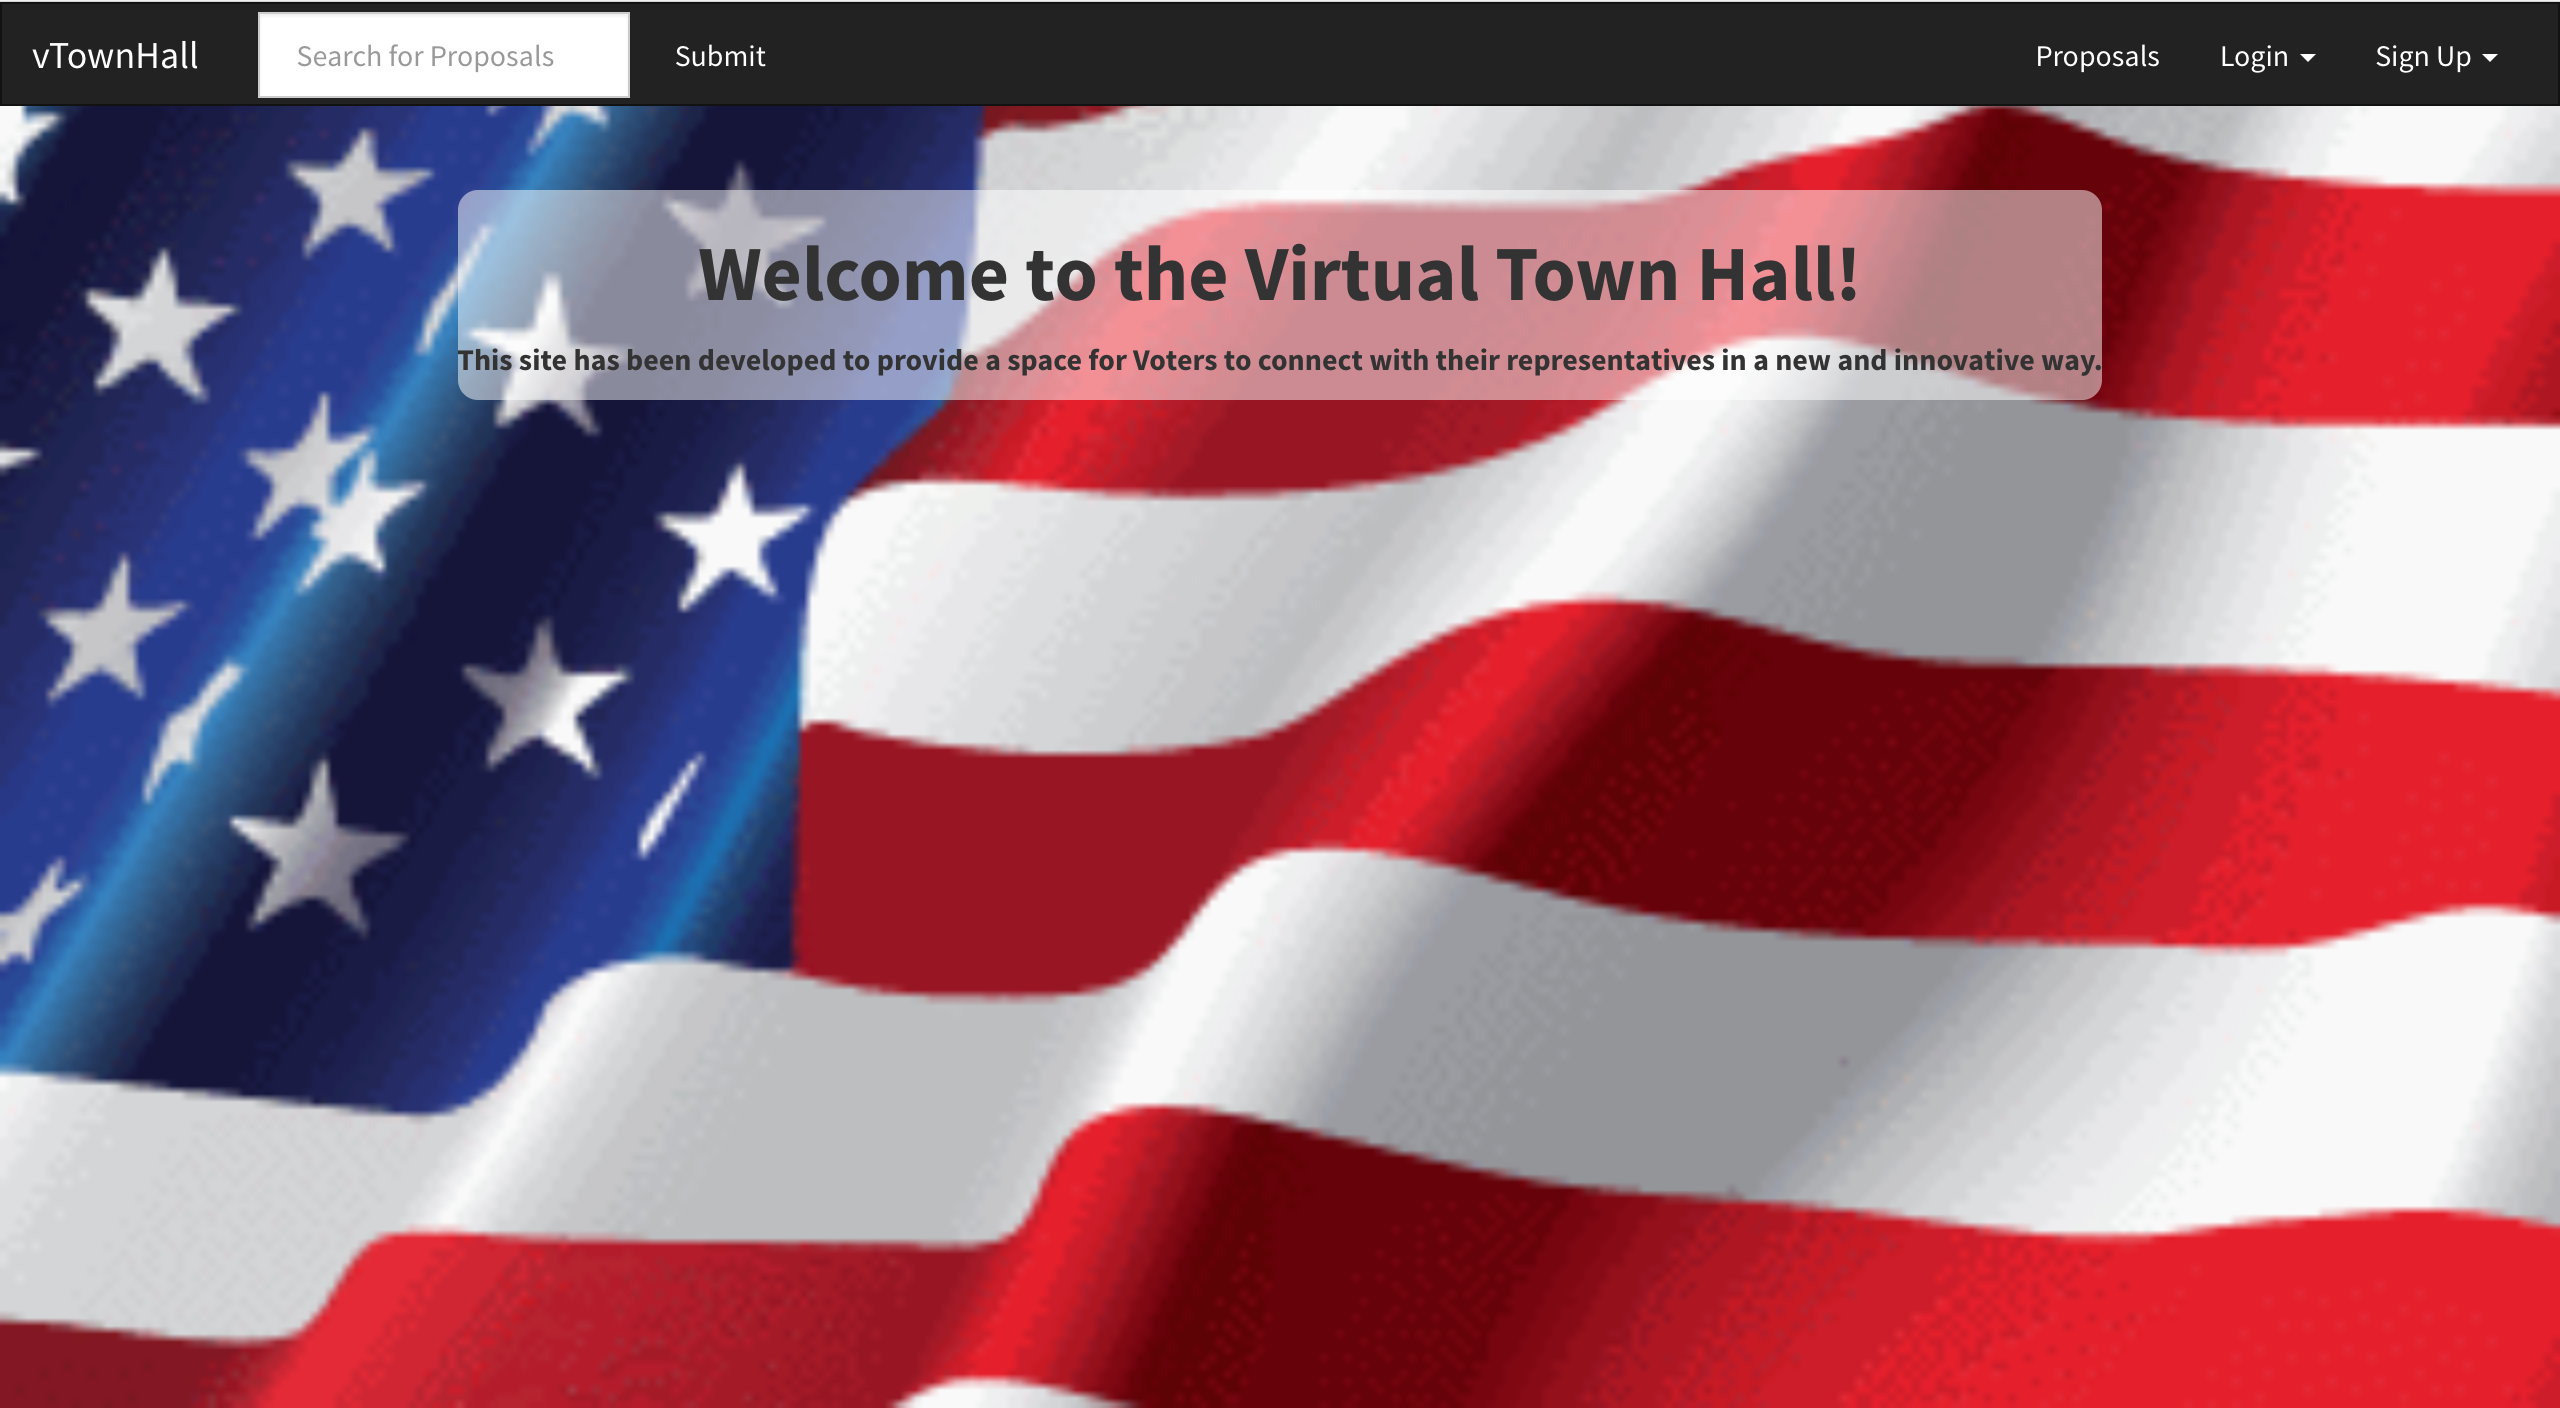 vTownHall
Search for Proposals
Submit
Proposals
Login
Sign Up
Welcome to the Virtual Town Hall!
This site has been developed to provide a space for Voters to connect with their representatives in a new and innovative way.